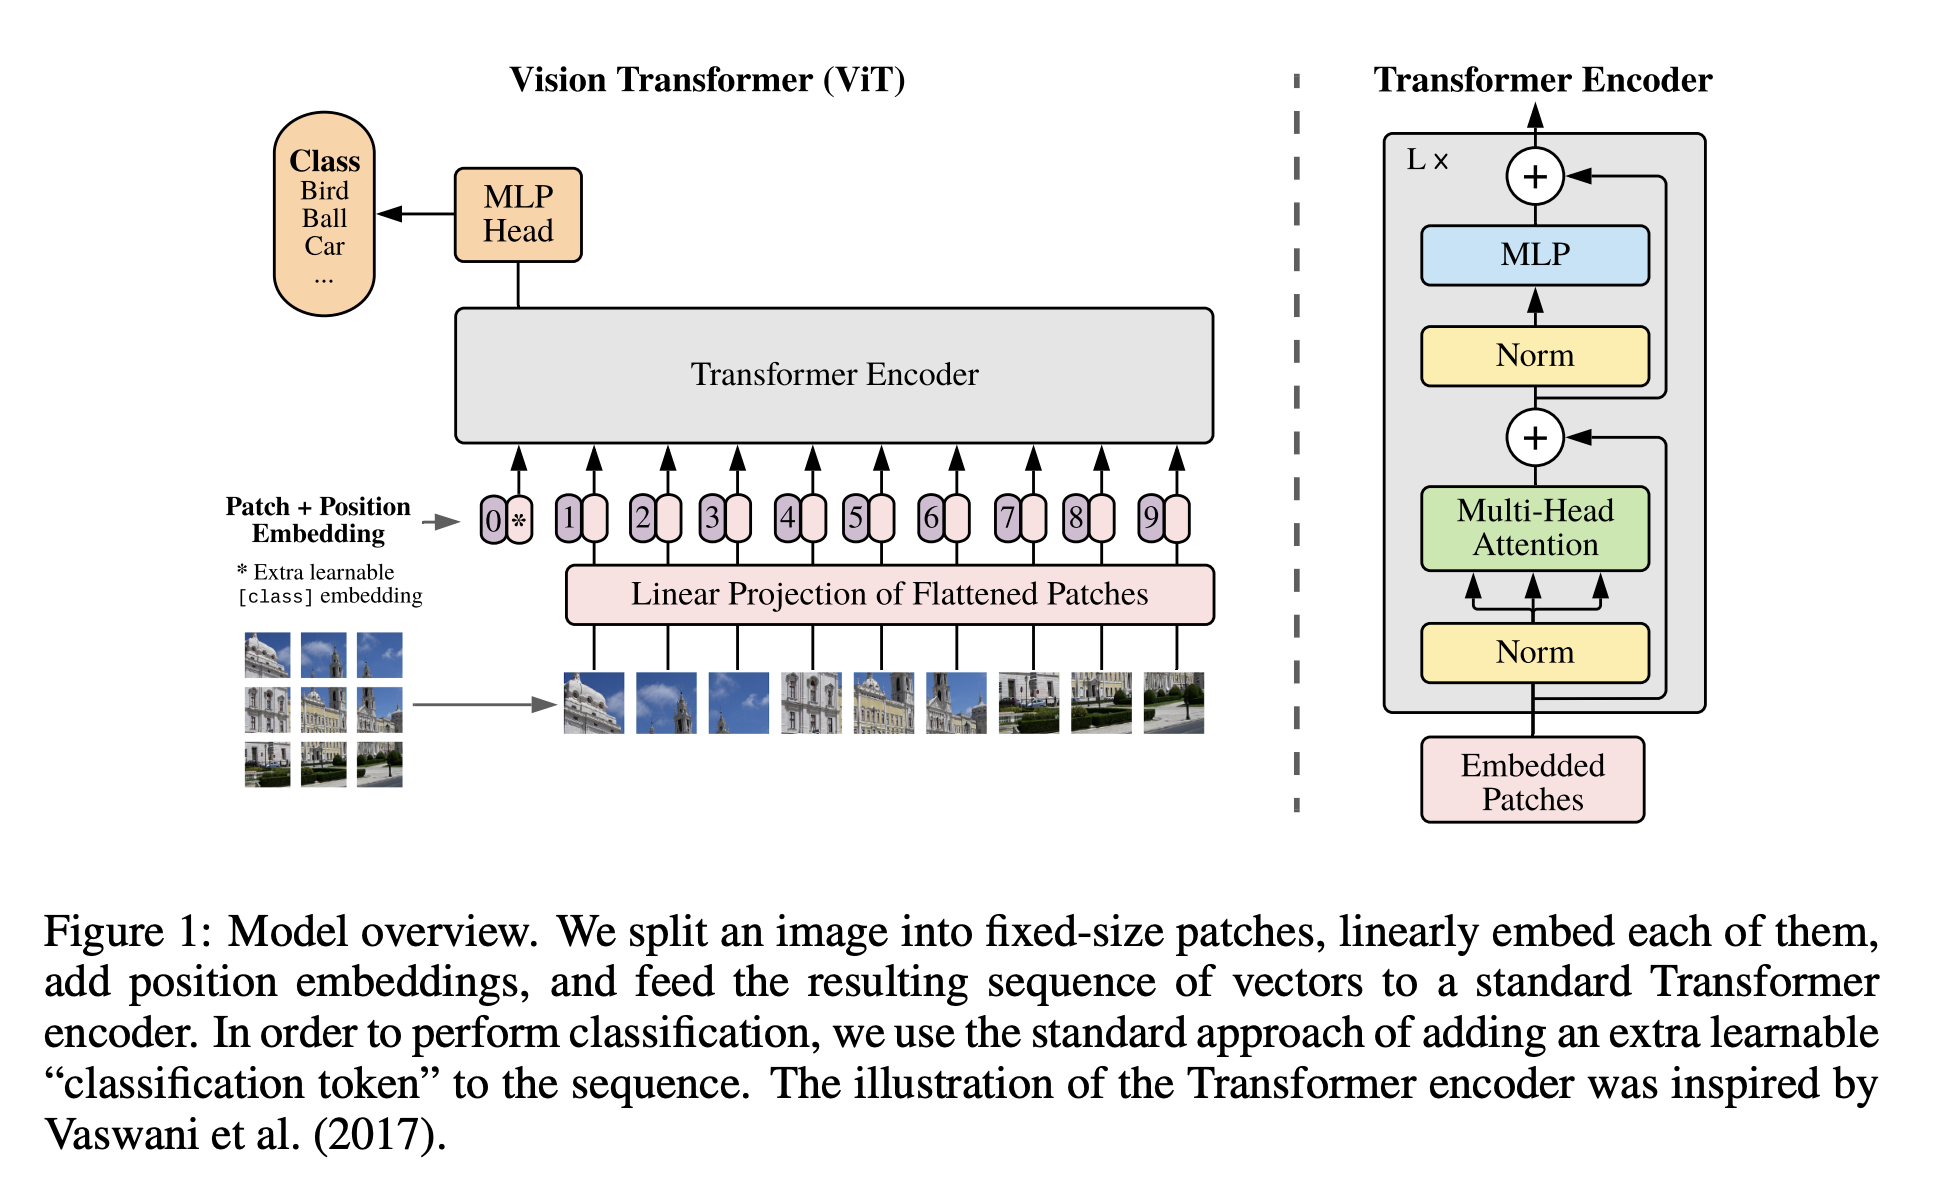 Vision Transformer (ViT)
Class
Bird
Ball
Car
...
MLP
Head
Transformer Encoder
Patch + Position
Embedding
* Extra learnable
[class] embedding
0 * 1 2 3 4 5 6 7 8 9
Linear Projection of Flattened Patches
Transformer Encoder
L ×
+
MLP
Norm
+
Multi-Head
Attention
Norm
Embedded
Patches
Figure 1: Model overview. We split an image into fixed-size patches, linearly embed each of them,
add position embeddings, and feed the resulting sequence of vectors to a standard Transformer
encoder. In order to perform classification, we use the standard approach of adding an extra learnable
“classification token” to the sequence. The illustration of the Transformer encoder was inspired by
Vaswani et al. (2017).